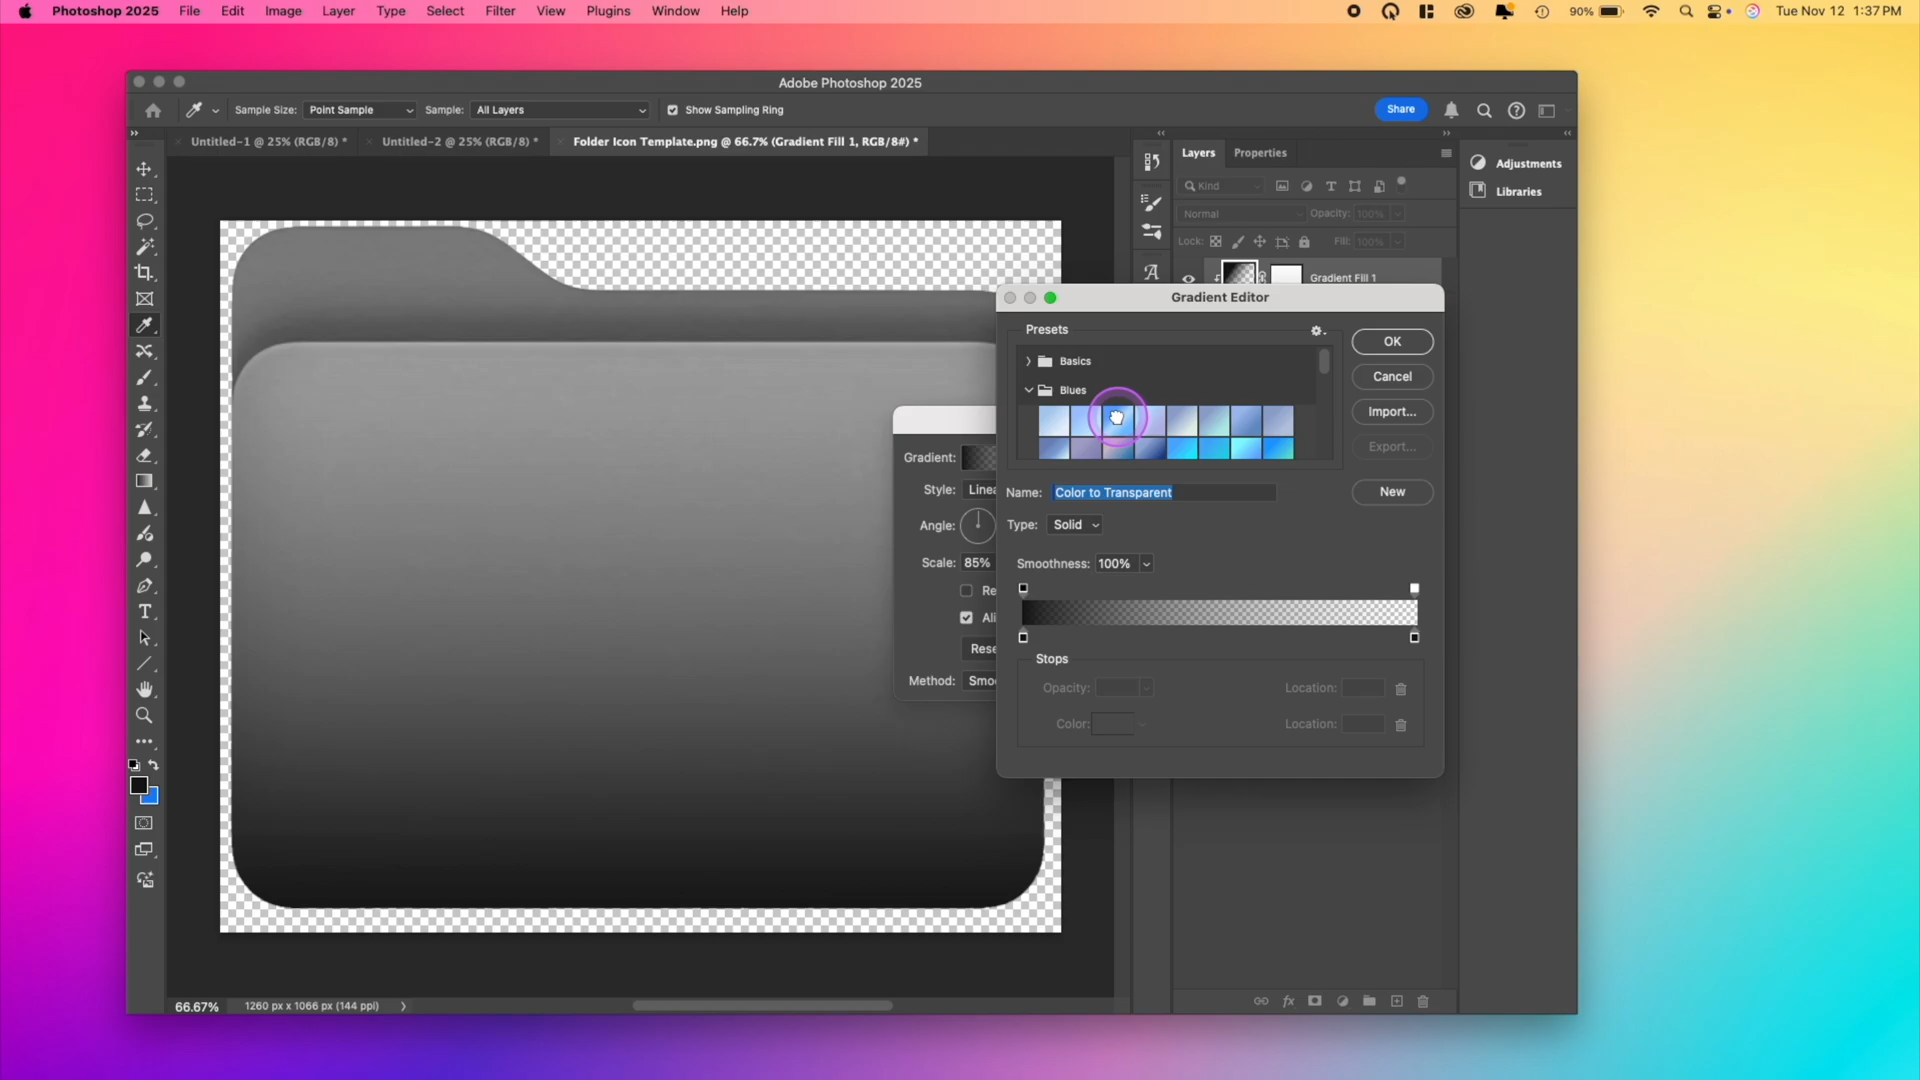 Photoshop 2025 File Edit Image Layer Type Select Filter View Plugins Window Help 90% Tue Nov 12 1:37 PM
Adobe Photoshop 2025
Sample Size: Point Sample Sample: All Layers Show Sampling Ring Share
Untitled-1 @ 25% (RGB/8) * Untitled-2 @ 25% (RGB/8) * Folder Icon Template.png @ 66.7% (Gradient Fill 1, RGB/8#) *
Layers Properties
Adjustments
Libraries
Kind
Normal Opacity: 100%
Lock: Fill: 100%
Gradient Fill 1
Gradient Editor
Presets
Basics
Blues
OK
Cancel
Import...
Export...
New
Name: Color to Transparent
Type: Solid
Smoothness: 100%
Stops
Opacity: Location:
Color: Location:
Gradient:
Style: Linea
Angle:
Scale: 85%
Re
Ali
Rese
Method: Smoo
66.67% 1260 px x 1066 px (144 ppi)